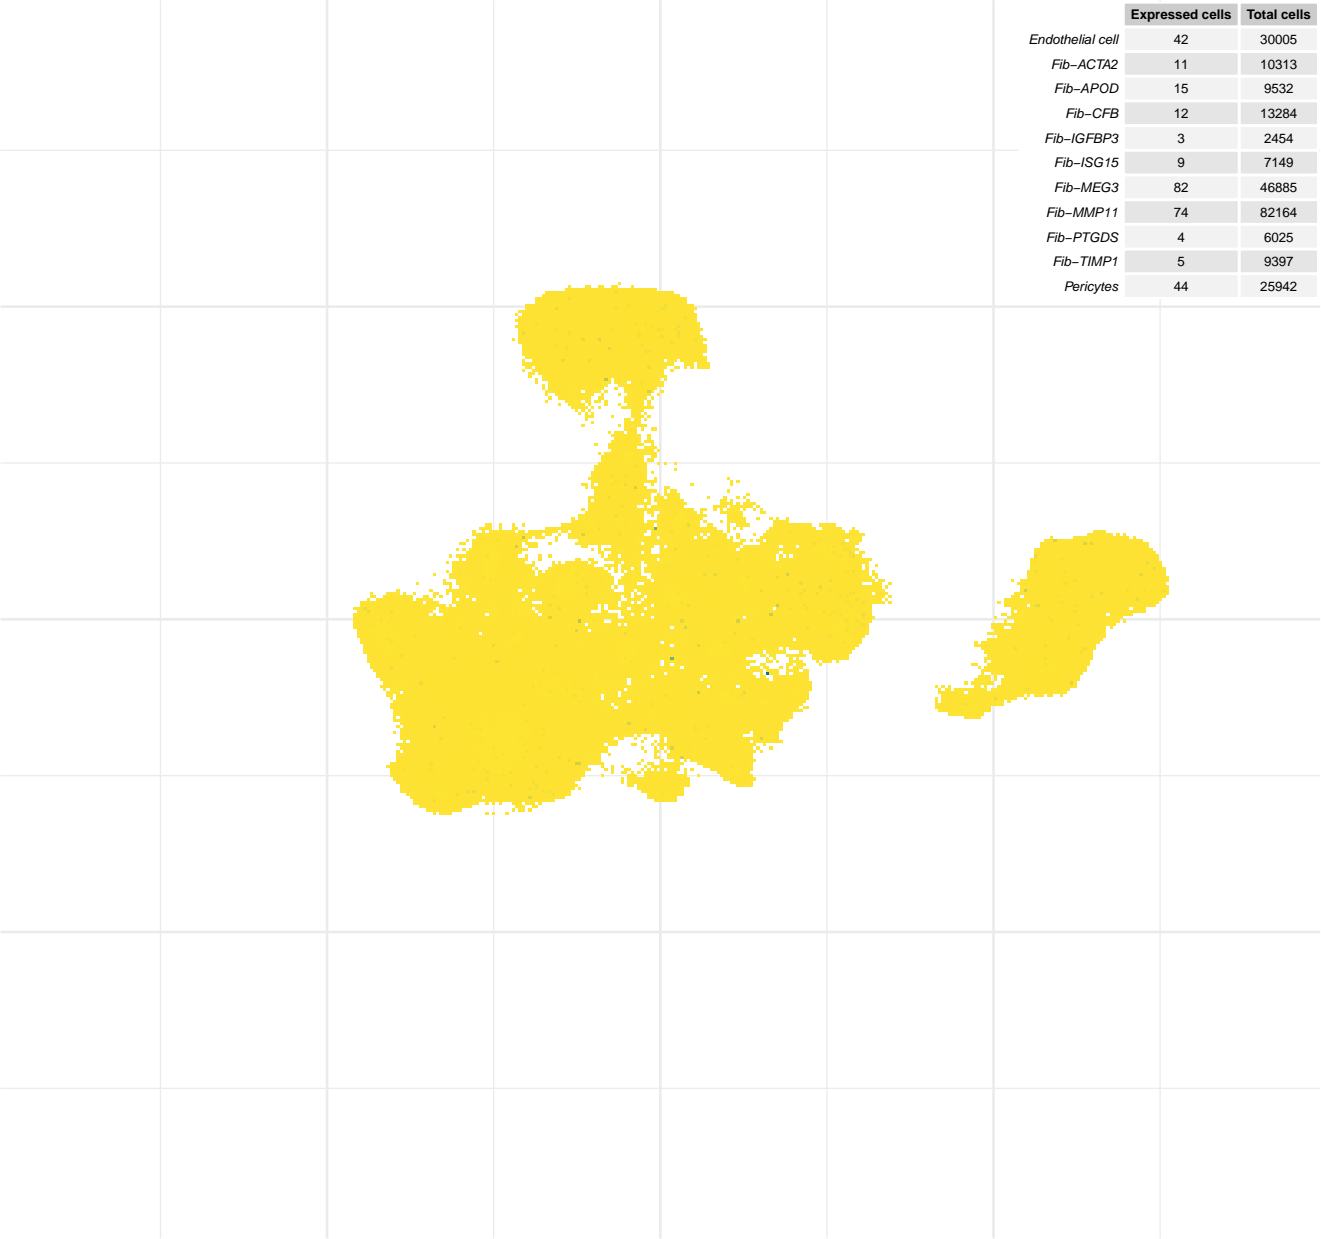 Expressed cells Total cells
Endothelial cell 42 30005
Fib−ACTA2 11 10313
Fib−APOD 15 9532
Fib−CFB 12 13284
Fib−IGFBP3 3 2454
Fib−ISG15 9 7149
Fib−MEG3 82 46885
Fib−MMP11 74 82164
Fib−PTGDS 4 6025
Fib−TIMP1 5 9397
Pericytes 44 25942